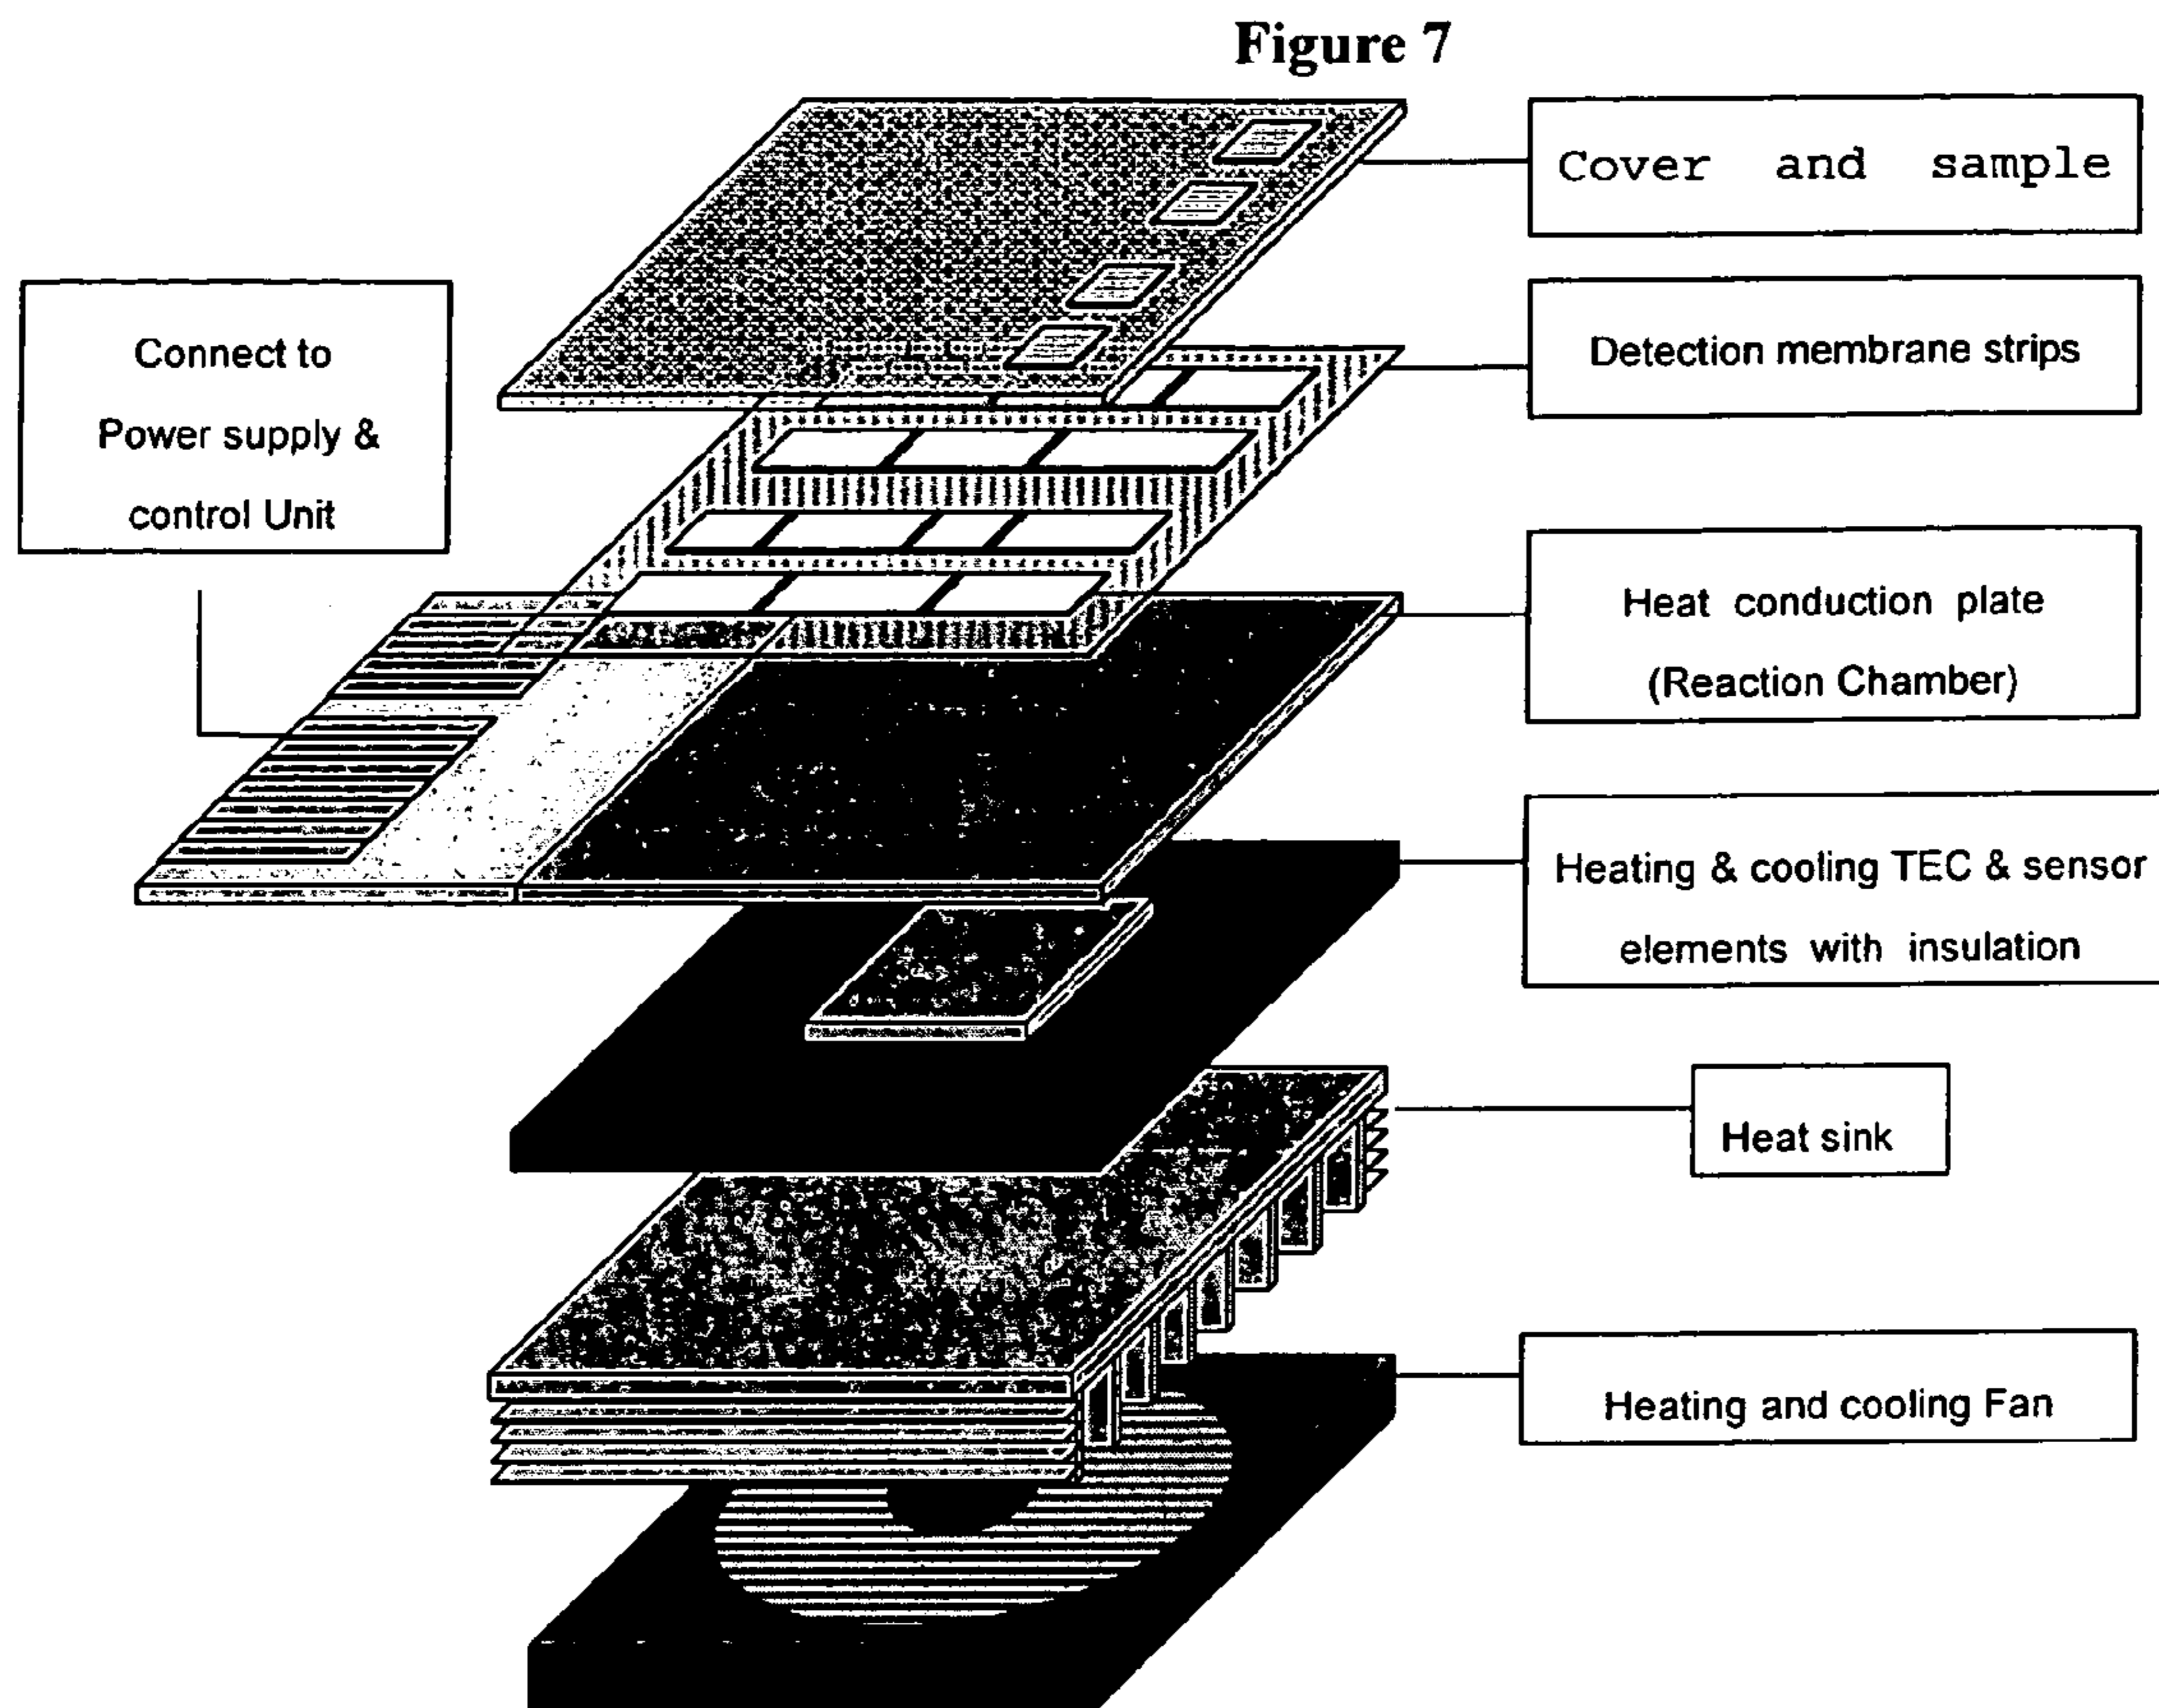 Figure 7
Cover and sample
Connect to
Power supply &
control Unit
Detection membrane strips
Heat conduction plate
(Reaction Chamber)
Heating & cooling TEC & sensor
elements with insulation
Heat sink
Heating and cooling Fan